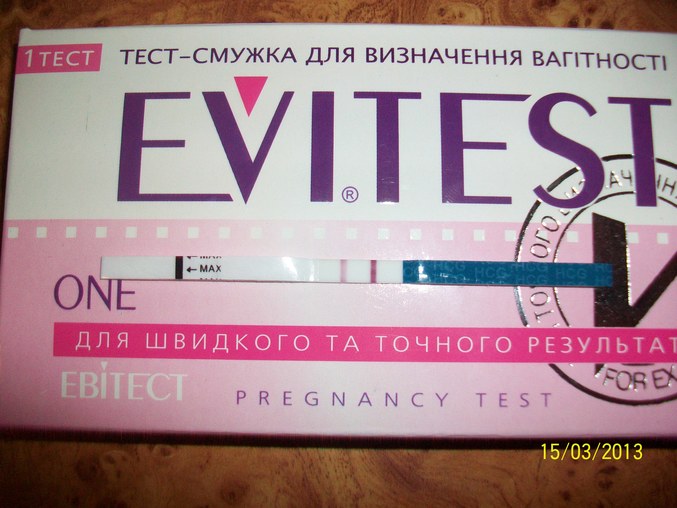 1 ТЕСТ
ТЕСТ-СМУЖКА ДЛЯ ВИЗНАЧЕННЯ ВАГІТНОСТІ
EVITEST
®
← MAX
← MAX
HCG HCG HCG HCG
ONE
ДЛЯ ШВИДКОГО ТА ТОЧНОГО РЕЗУЛЬТАТ
ЕВІТЕСТ
PREGNANCY TEST
FOR EX
15/03/2013